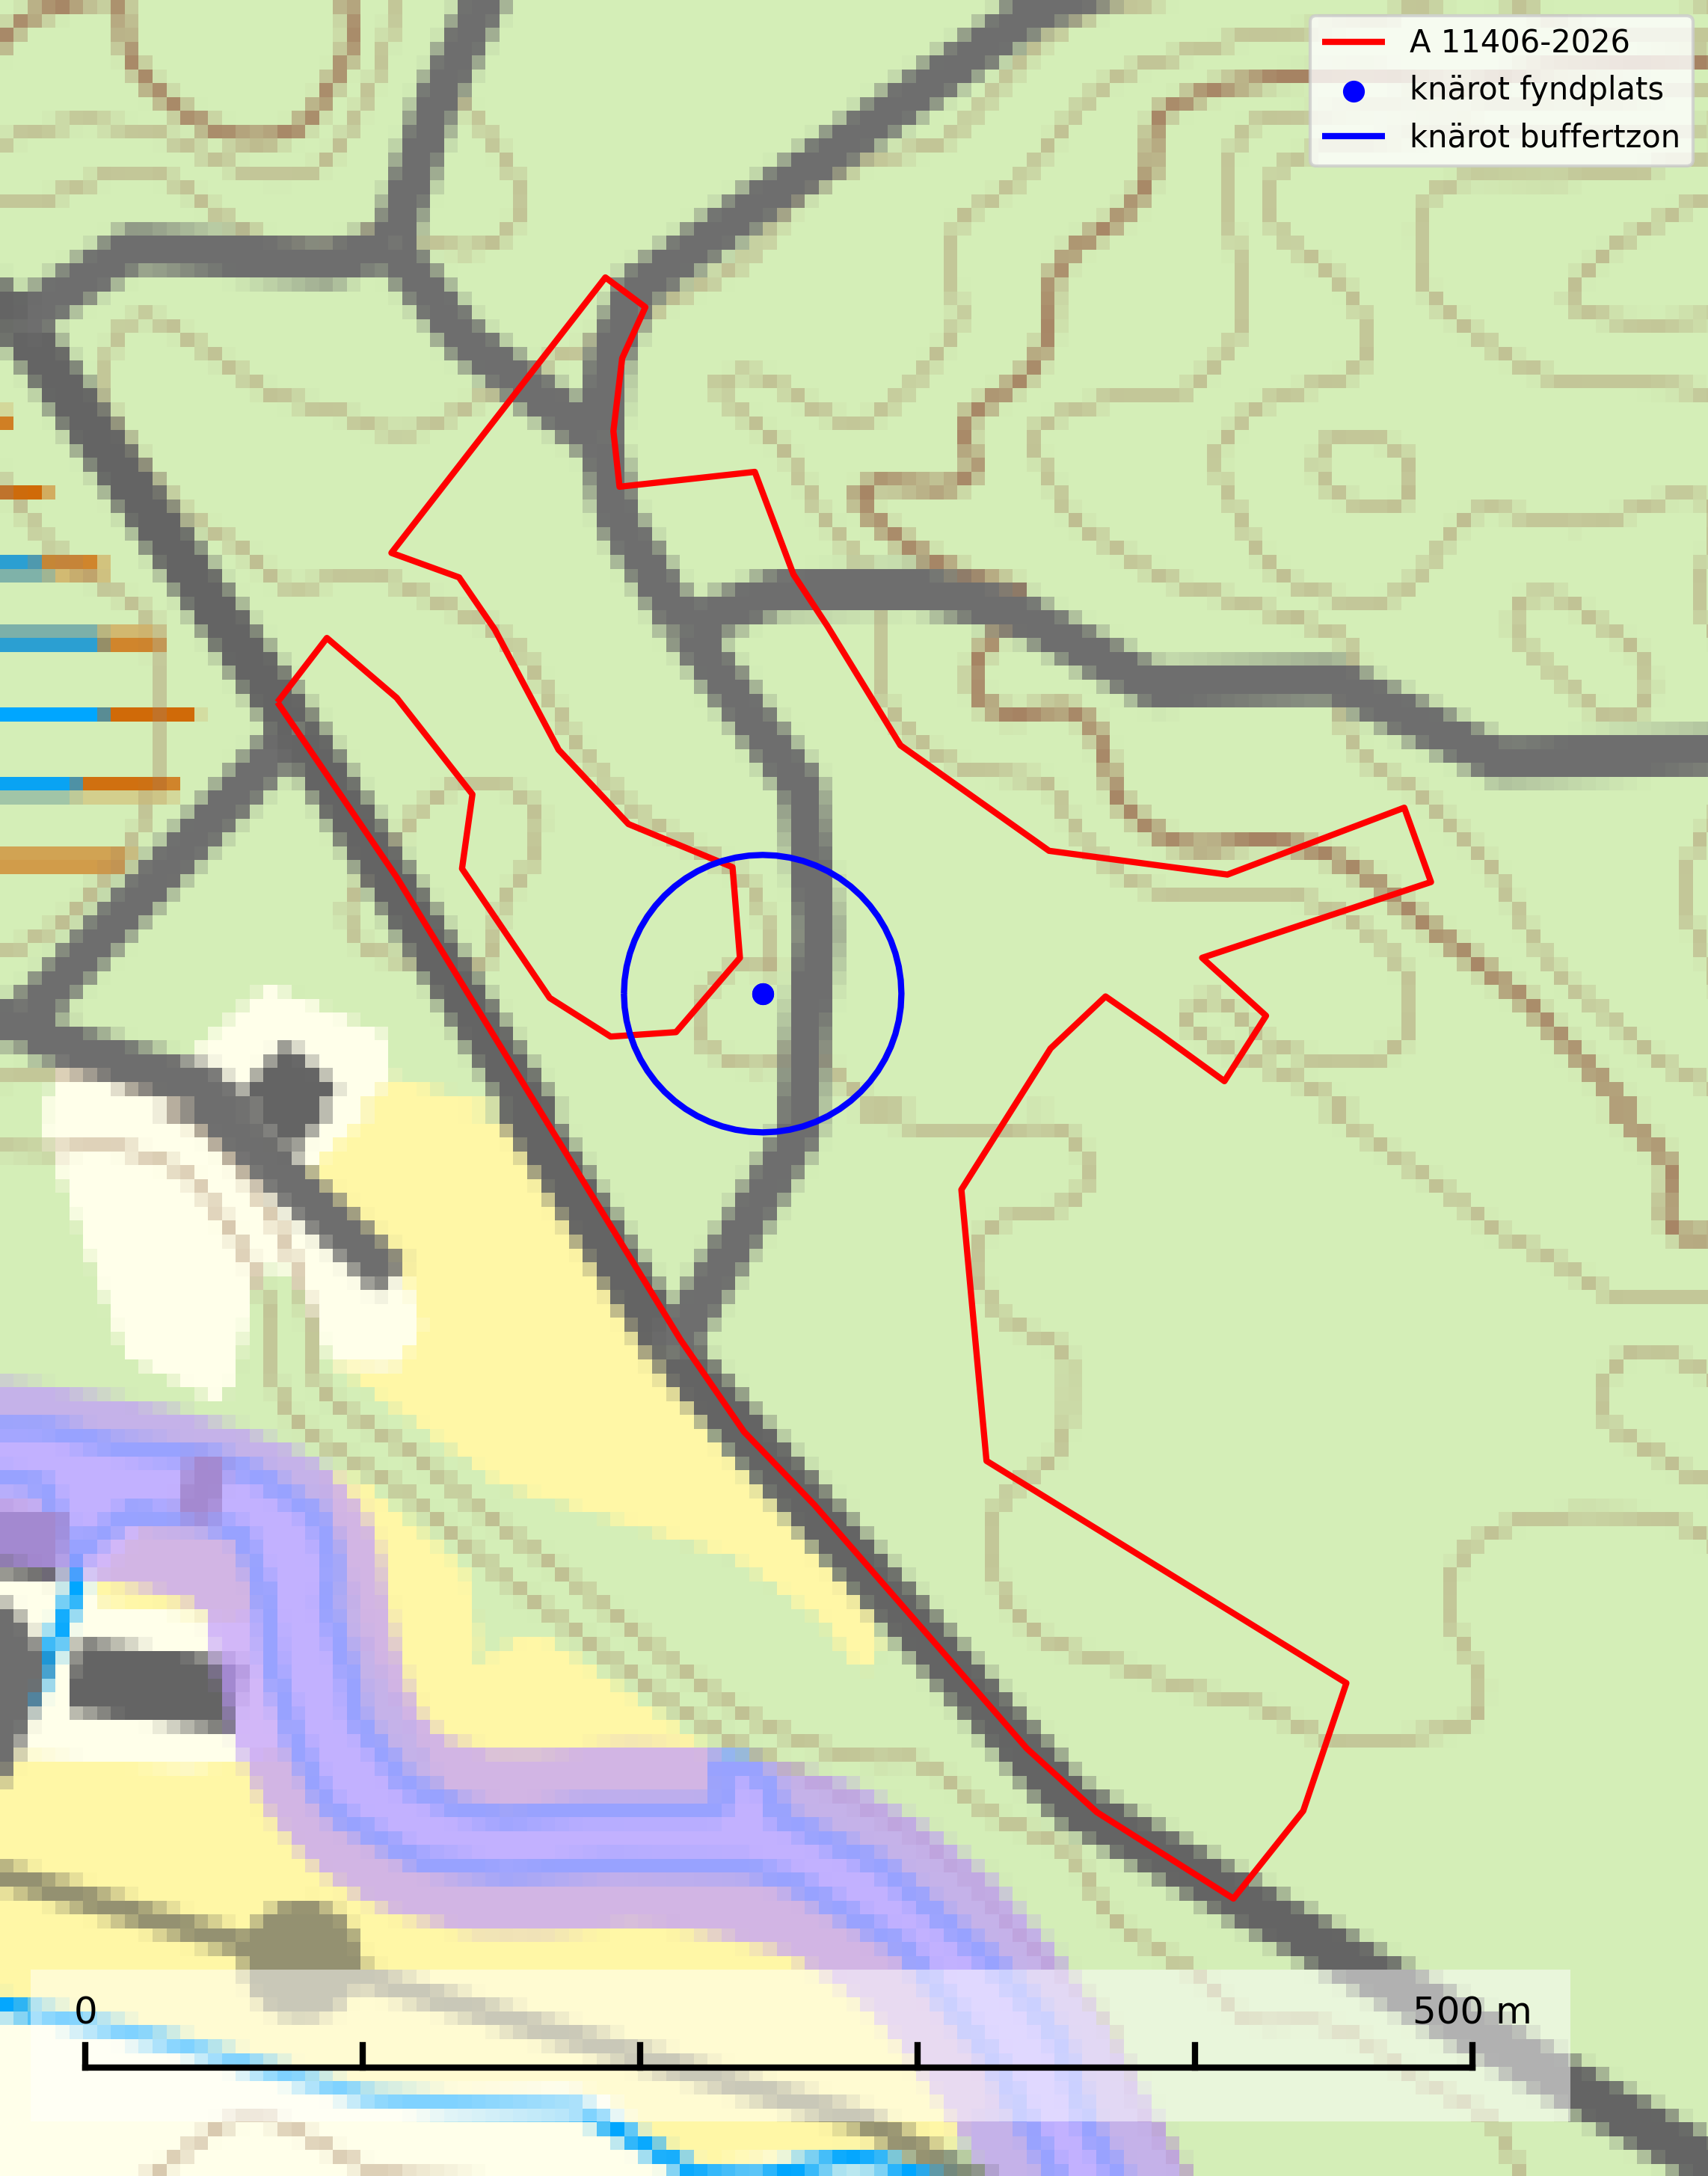 A 11406-2026
knärot fyndplats
knärot buffertzon
0
500 m